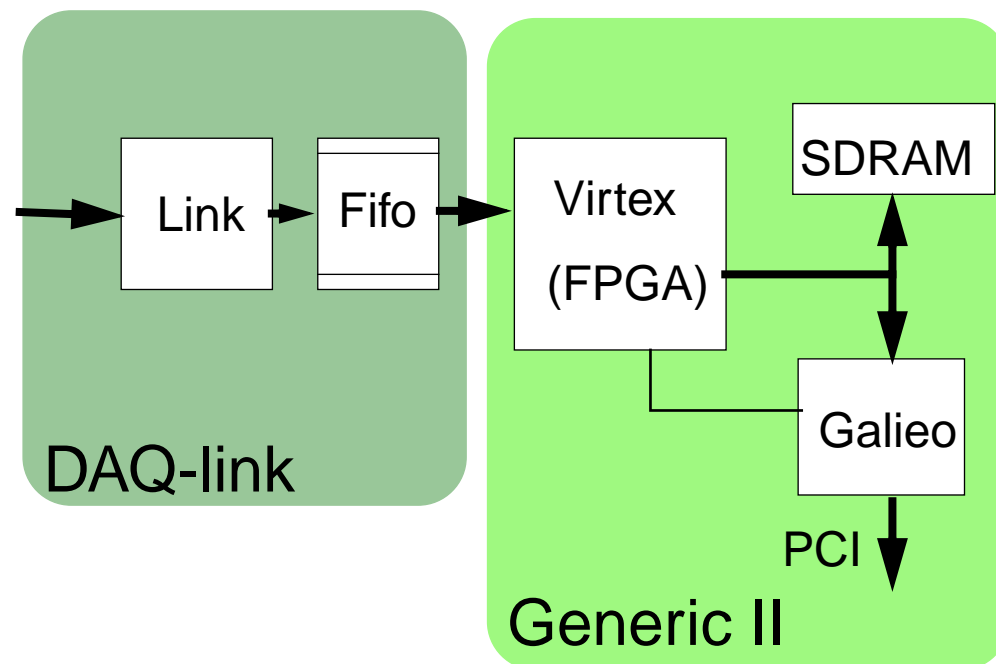 Link
Fifo
DAQ-link
Virtex
(FPGA)
SDRAM
Galieo
PCI
Generic II